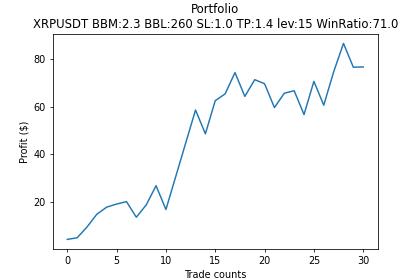 Portfolio
XRPUSDT BBM:2.3 BBL:260 SL:1.0 TP:1.4 lev:15 WinRatio:71.0
Profit ($)
80
60
40
20
0 5 10 15 20 25 30
Trade counts